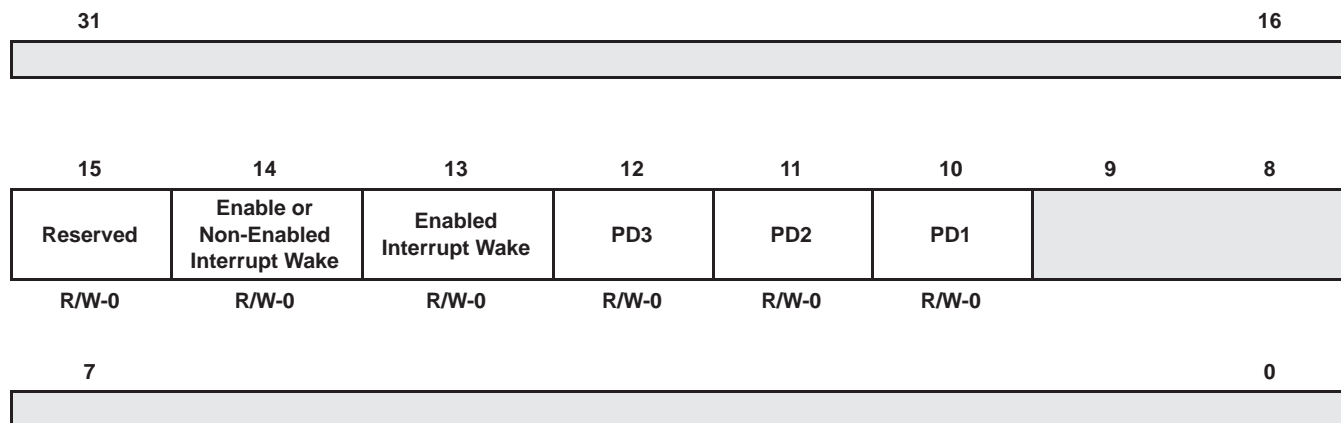 31 16
15 14 13 12 11 10 9 8
Reserved Enable or Non-Enabled Interrupt Wake Enabled Interrupt Wake PD3 PD2 PD1
R/W-0 R/W-0 R/W-0 R/W-0 R/W-0 R/W-0
7 0